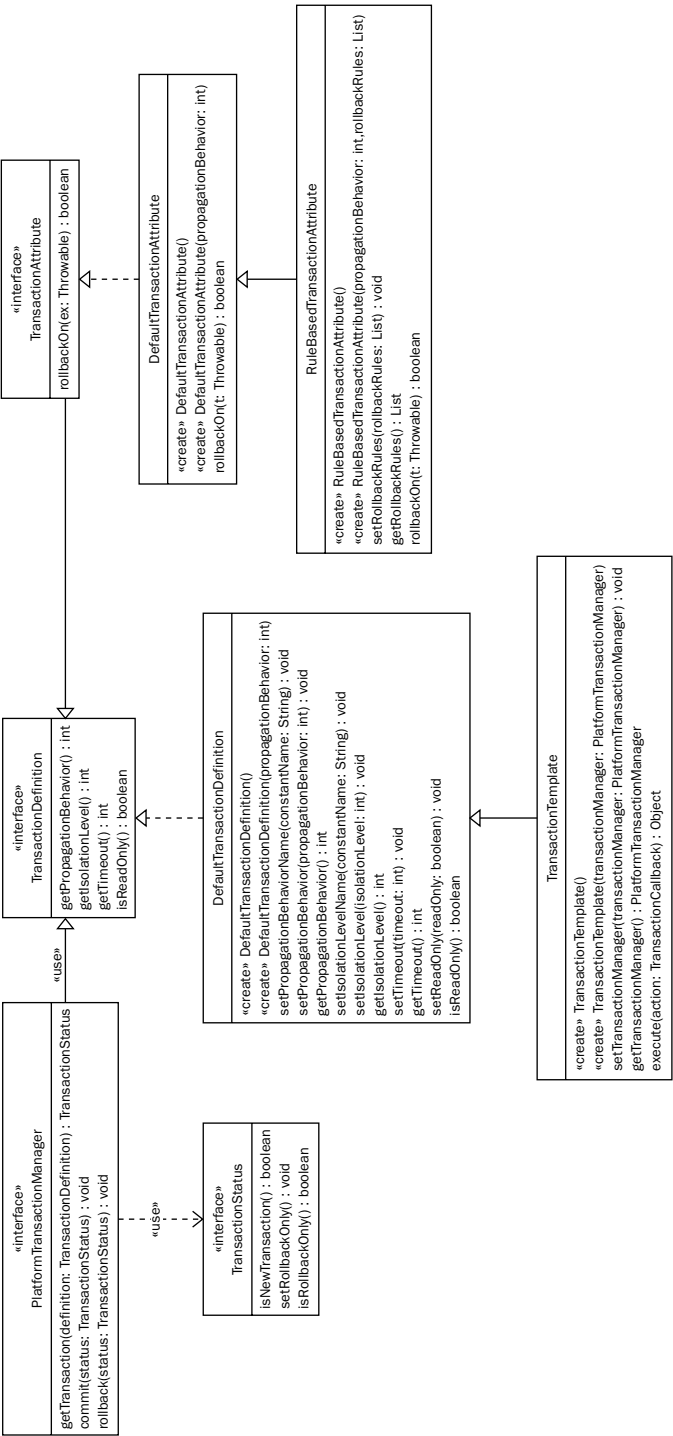 «interface»
PlatformTransactionManager
getTransaction(definition: TransactionDefinition) : TransactionStatus
commit(status: TransactionStatus) : void
rollback(status: TransactionStatus) : void
«use»
«interface»
TransactionDefinition
getPropagationBehavior() : int
getIsolationLevel() : int
getTimeout() : int
isReadOnly() : boolean
«interface»
TransactionAttribute
rollbackOn(ex: Throwable) : boolean
«use»
«interface»
TransactionStatus
isNewTransaction() : boolean
setRollbackOnly() : void
isRollbackOnly() : boolean
DefaultTransactionDefinition
«create» DefaultTransactionDefinition()
«create» DefaultTransactionDefinition(propagationBehavior: int)
setPropagationBehaviorName(constantName: String) : void
setPropagationBehavior(propagationBehavior: int) : void
getPropagationBehavior() : int
setIsolationLevelName(constantName: String) : void
setIsolationLevel(isolationLevel: int) : void
getIsolationLevel() : int
setTimeout(timeout: int) : void
getTimeout() : int
setReadOnly(readOnly: boolean) : void
isReadOnly() : boolean
DefaultTransactionAttribute
«create» DefaultTransactionAttribute()
«create» DefaultTransactionAttribute(propagationBehavior: int)
rollbackOn(t: Throwable) : boolean
RuleBasedTransactionAttribute
«create» RuleBasedTransactionAttribute()
«create» RuleBasedTransactionAttribute(propagationBehavior: int,rollbackRules: List)
setRollbackRules(rollbackRules: List) : void
getRollbackRules() : List
rollbackOn(t: Throwable) : boolean
TransactionTemplate
«create» TransactionTemplate()
«create» TransactionTemplate(transactionManager: PlatformTransactionManager)
setTransactionManager(transactionManager: PlatformTransactionManager) : void
getTransactionManager() : PlatformTransactionManager
execute(action: TransactionCallback) : Object